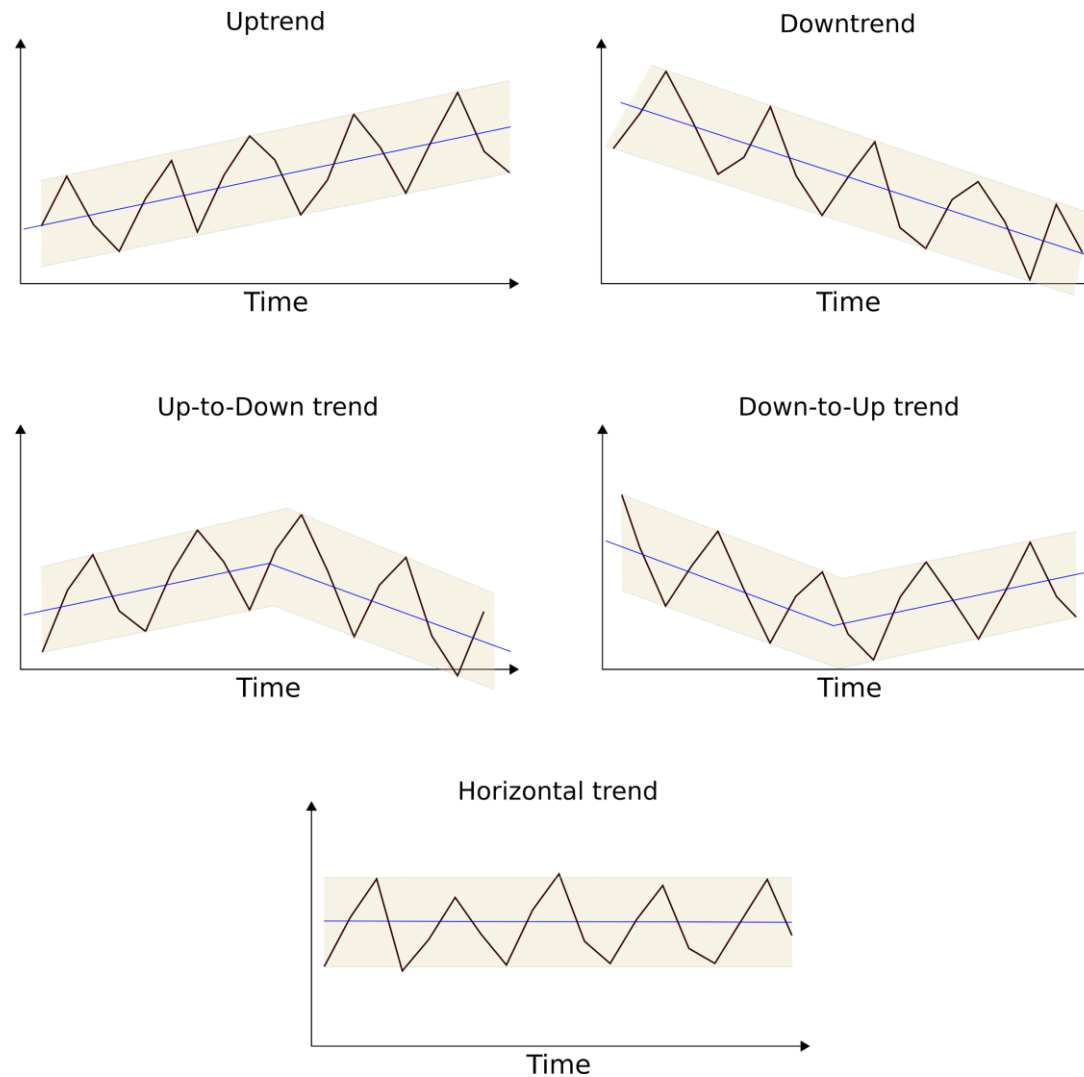 Uptrend
Downtrend
Time
Time
Up-to-Down trend
Down-to-Up trend
Time
Time
Horizontal trend
Time